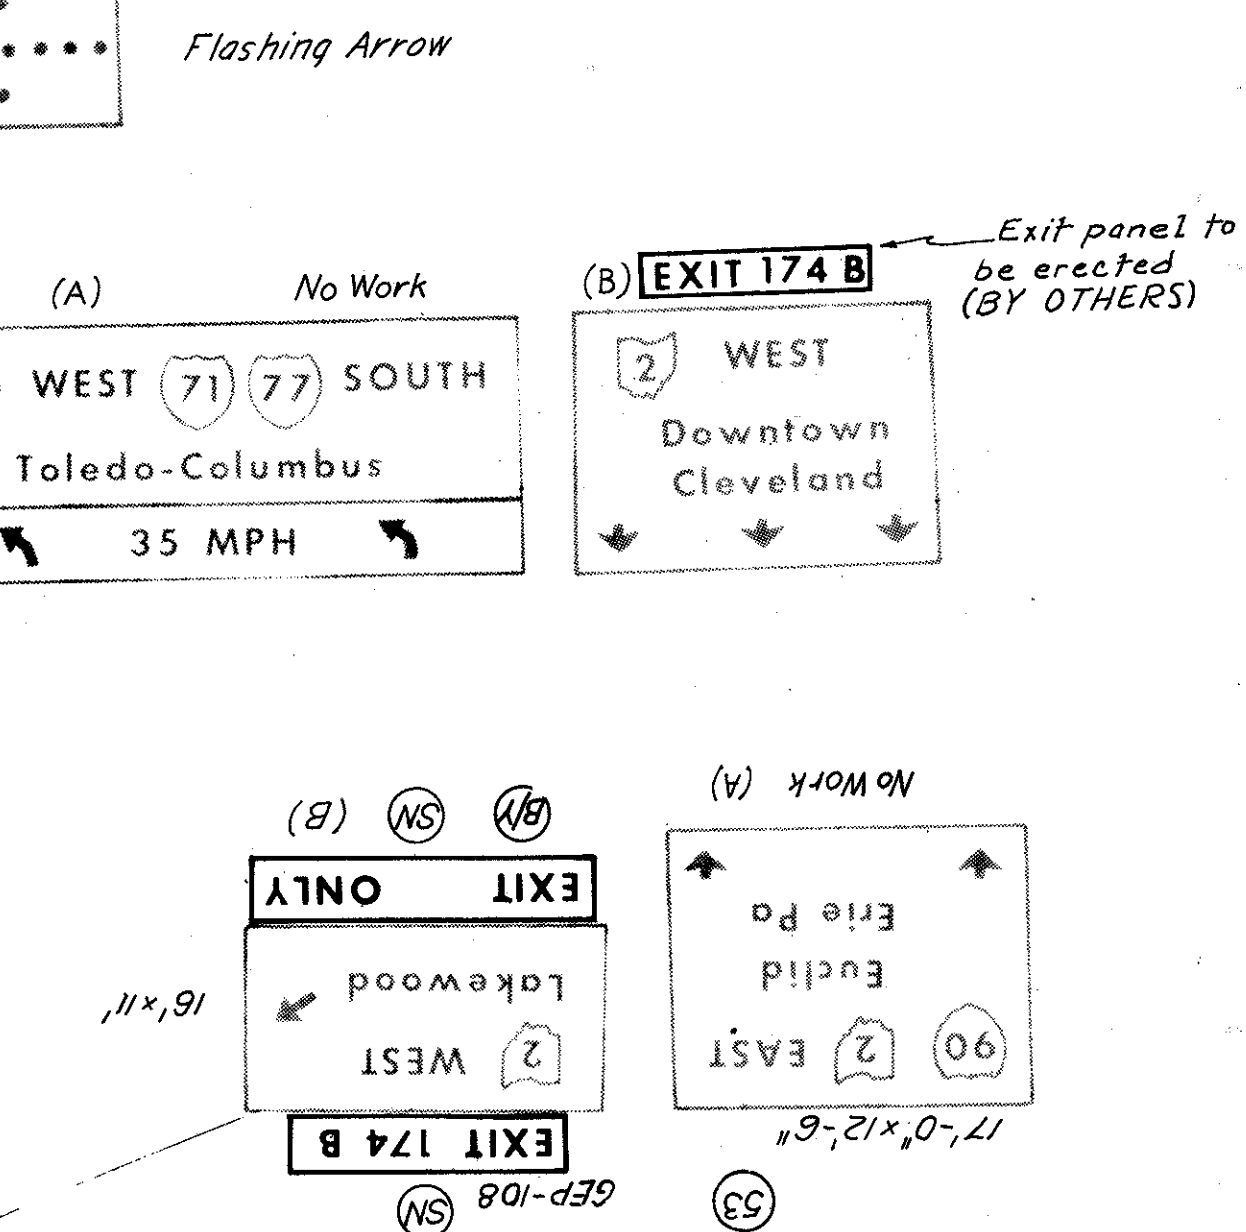 Flashing Arrow
(A) No Work
WEST 71 77 SOUTH
Toledo-Columbus
35 MPH
(B) EXIT 174 B
Exit panel to
be erected
(BY OTHERS)
2 WEST
Downtown
Cleveland
53
17'-0"x12'-6"
90 2 EAST
Euclid
Erie Pa
No Work (A)
GEP-108 SN
EXIT 174 B
2 WEST
Lakewood
16'x11'
EXIT ONLY
B/Y SN (B)